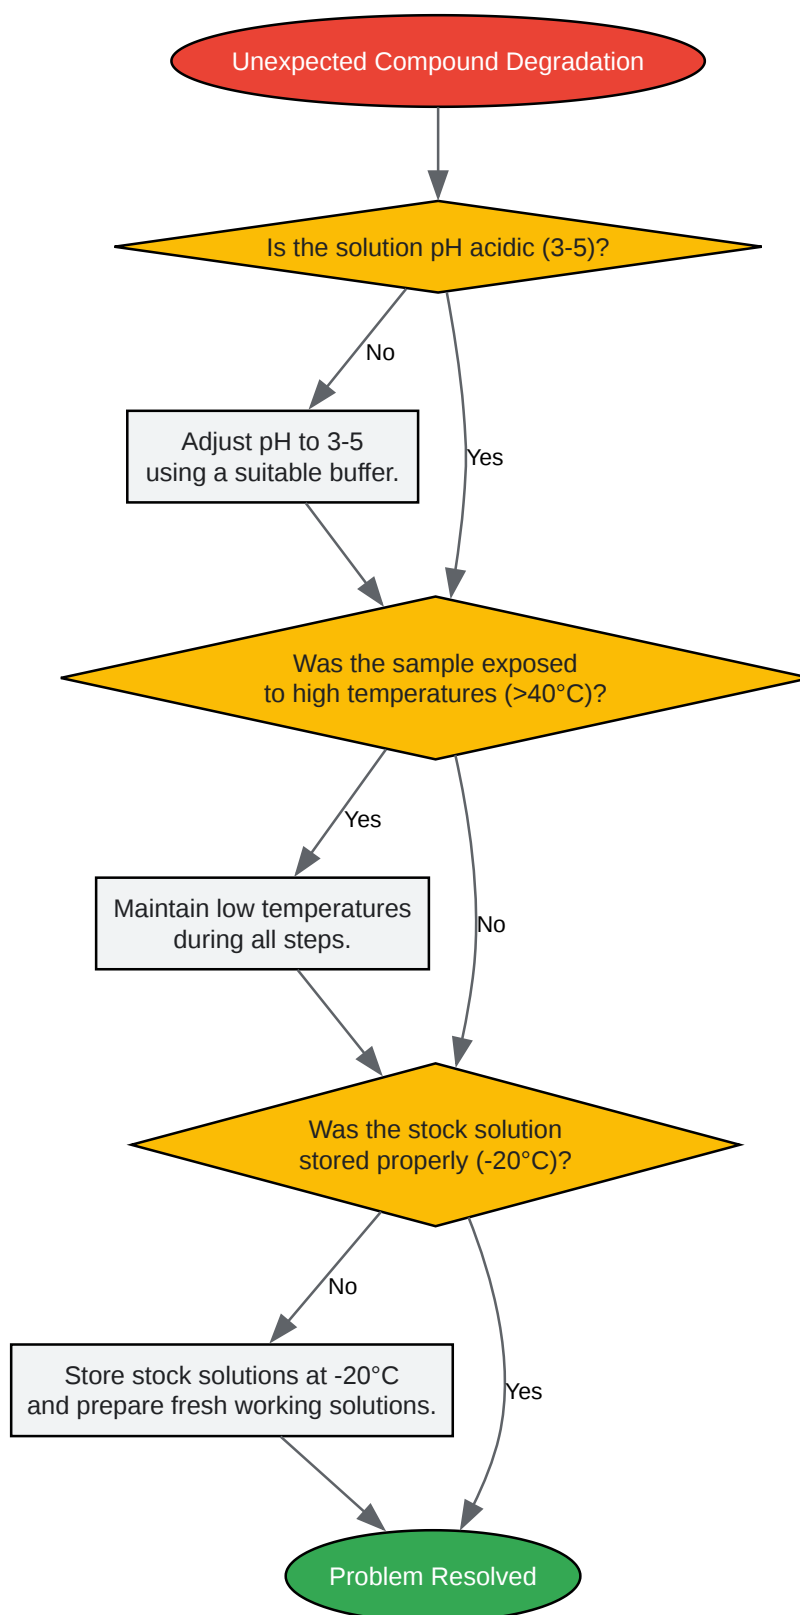 Unexpected Compound Degradation
Is the solution pH acidic (3-5)?
No
Adjust pH to 3-5
using a suitable buffer.
Yes
Was the sample exposed
to high temperatures (>40°C)?
Yes
Maintain low temperatures
during all steps.
No
Was the stock solution
stored properly (-20°C)?
No
Store stock solutions at -20°C
and prepare fresh working solutions.
Yes
Problem Resolved